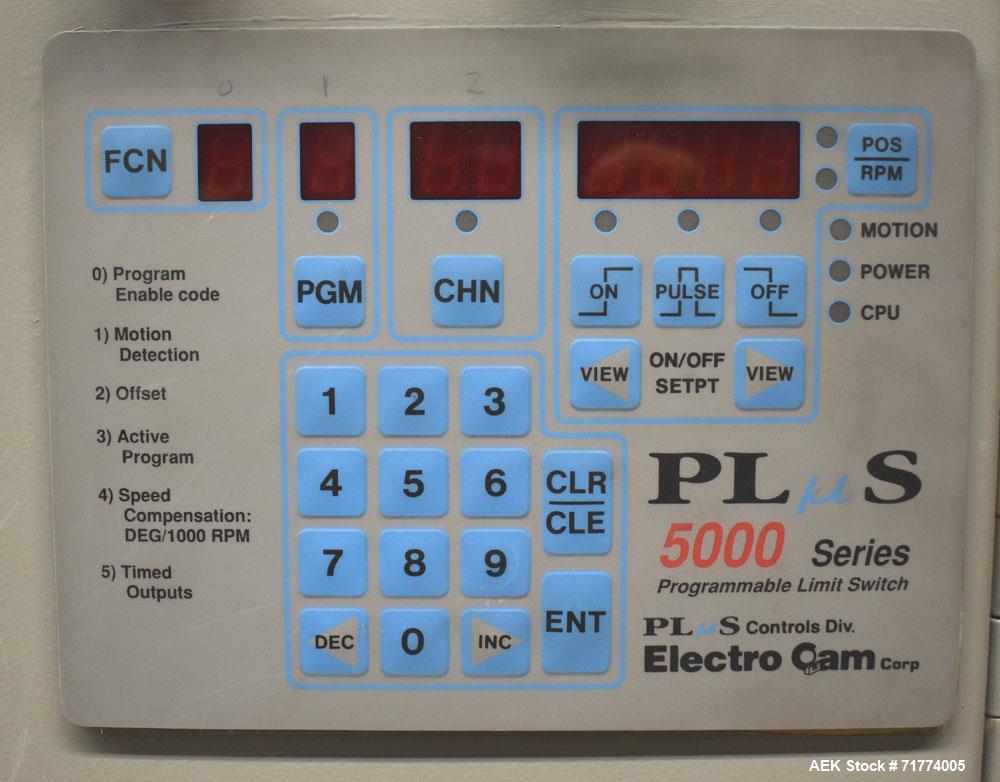 0 1 2
FCN
POS
RPM
MOTION
POWER
CPU
PGM
CHN
ON
PULSE
OFF
VIEW
ON/OFF
SETPT
VIEW
0) Program
Enable code
1) Motion
Detection
2) Offset
3) Active
Program
4) Speed
Compensation:
DEG/1000 RPM
5) Timed
Outputs
1 2 3
4 5 6
7 8 9
DEC 0 INC
CLR
CLE
ENT
PLμS
5000 Series
Programmable Limit Switch
PLμS Controls Div.
Electro Cam Corp
AEK Stock # 71774005